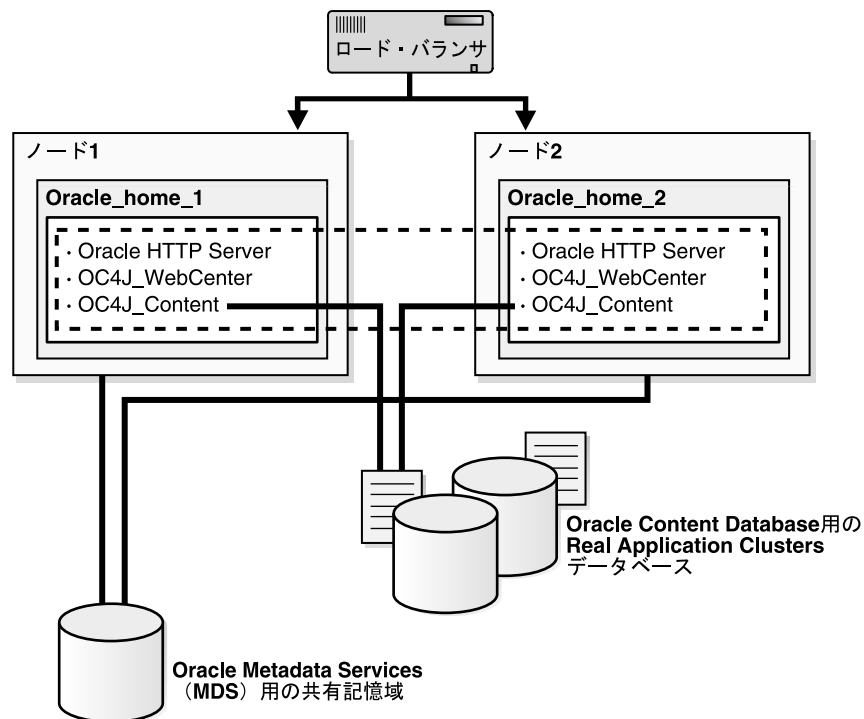 ロード・バランサ
ノード1
Oracle_home_1
・Oracle HTTP Server
・OC4J_WebCenter
・OC4J_Content
ノード2
Oracle_home_2
・Oracle HTTP Server
・OC4J_WebCenter
・OC4J_Content
Oracle Content Database用の
Real Application Clusters
データベース
Oracle Metadata Services
（MDS）用の共有記憶域